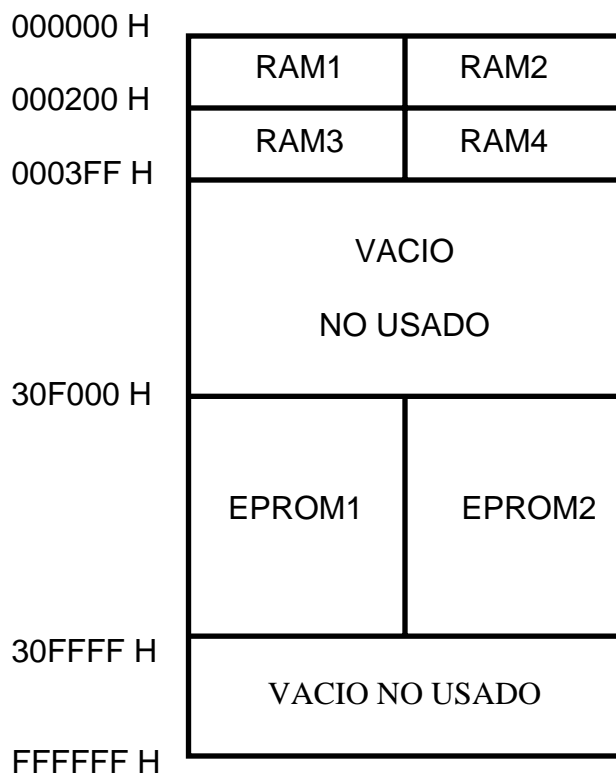 000000 H
RAM1 RAM2
000200 H
RAM3 RAM4
0003FF H
VACIO
NO USADO
30F000 H
EPROM1 EPROM2
30FFFF H
VACIO NO USADO
FFFFFF H